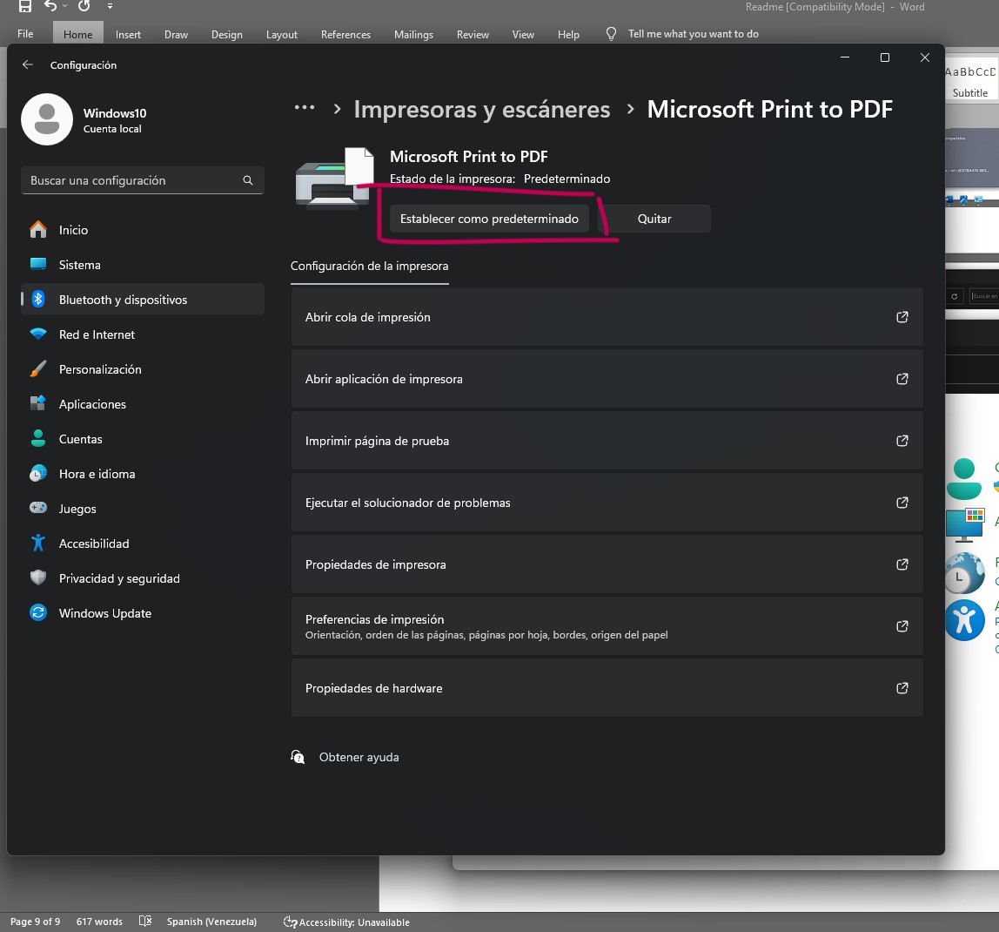 Readme [Compatibility Mode] - Word
File Home Insert Draw Design Layout References Mailings Review View Help Tell me what you want to do
Configuración
AaBbCcD
Subtitle
Windows10
Cuenta local
Buscar una configuración
Inicio
Sistema
Bluetooth y dispositivos
Red e Internet
Personalización
Aplicaciones
Cuentas
Hora e idioma
Juegos
Accesibilidad
Privacidad y seguridad
Windows Update
... > Impresoras y escáneres > Microsoft Print to PDF
Microsoft Print to PDF
Estado de la impresora: Predeterminado
Establecer como predeterminado Quitar
Configuración de la impresora
Abrir cola de impresión
Abrir aplicación de impresora
Imprimir página de prueba
Ejecutar el solucionador de problemas
Propiedades de impresora
Preferencias de impresión
Orientación, orden de las páginas, páginas por hoja, bordes, origen del papel
Propiedades de hardware
Obtener ayuda
Buscar en
Page 9 of 9 617 words Spanish (Venezuela) Accessibility: Unavailable